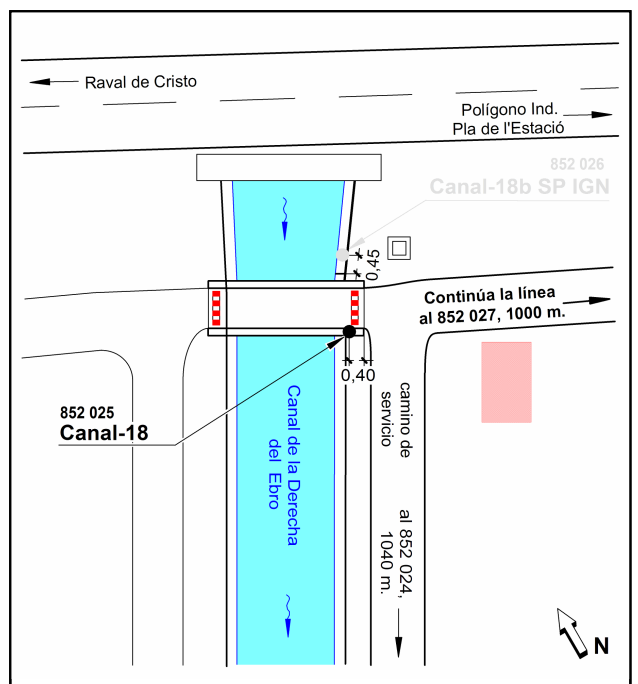 Raval de Cristo
Polígono Ind.
Pla de l'Estació
852 026
Canal-18b SP IGN
0,45
Continúa la línea
al 852 027, 1000 m.
0,40
852 025
Canal-18
camino de
servicio
Canal de la Derecha
del Ebro
al 852 024,
1040 m.
N